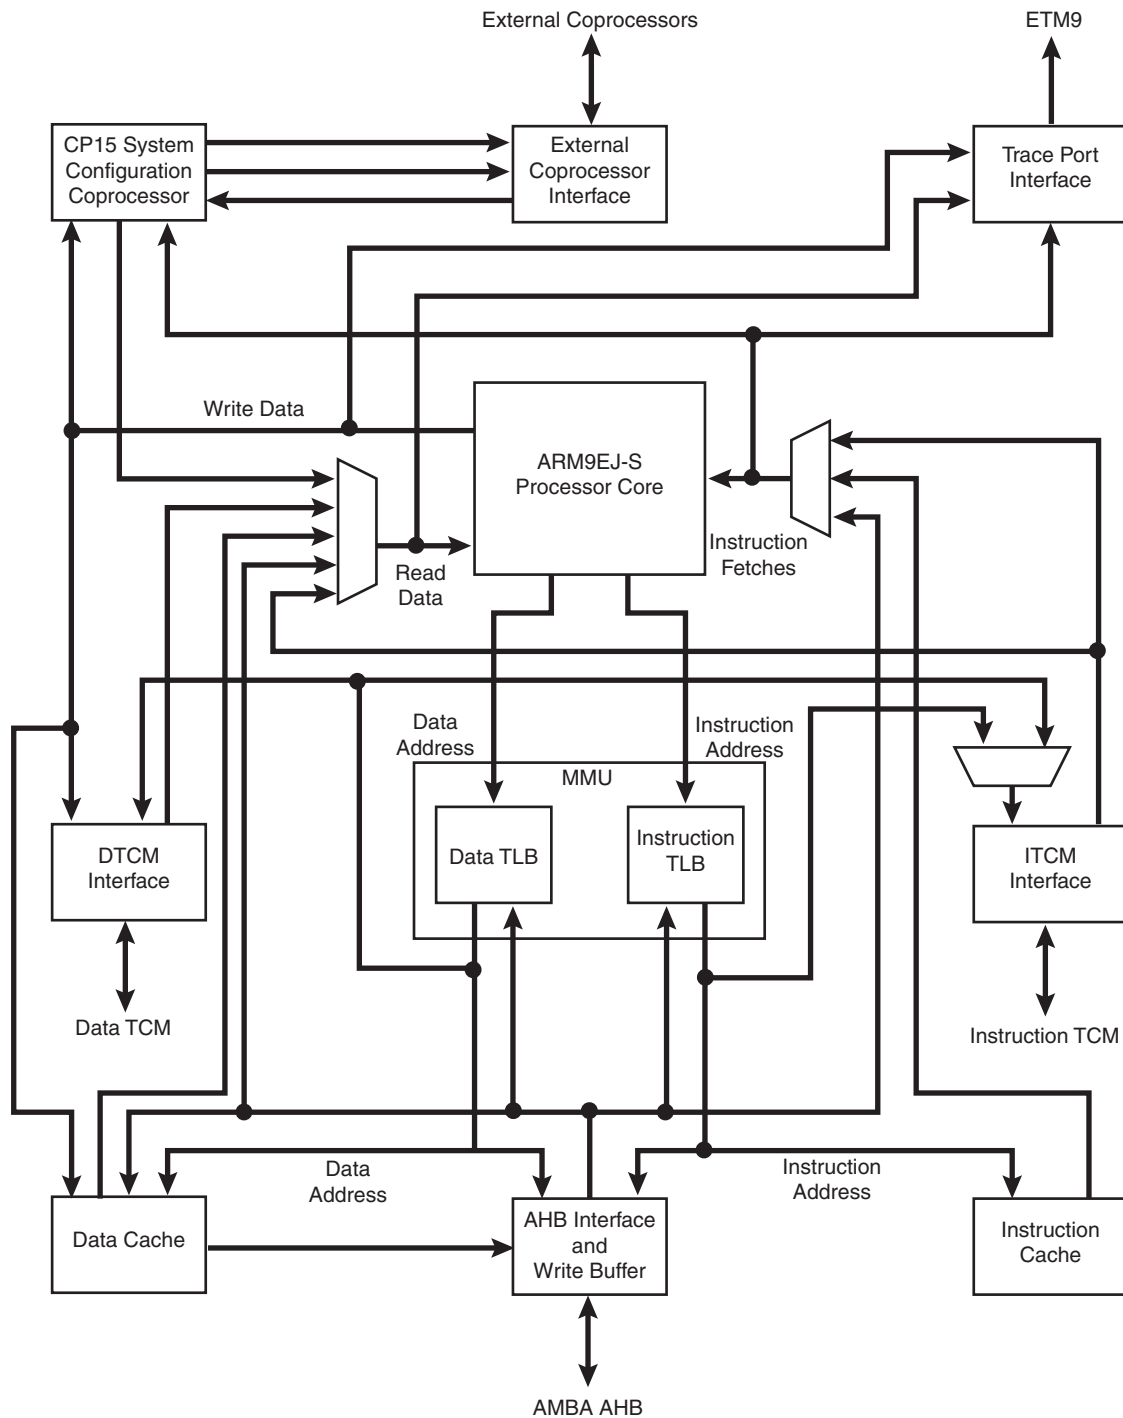 External Coprocessors
ETM9
CP15 System
Configuration
Coprocessor
External
Coprocessor
Interface
Trace Port
Interface
Write Data
ARM9EJ-S
Processor Core
Instruction
Fetches
Read
Data
Data
Address
Instruction
Address
MMU
Data TLB
Instruction
TLB
DTCM
Interface
ITCM
Interface
Data TCM
Instruction TCM
Data
Address
Instruction
Address
Data Cache
AHB Interface
and
Write Buffer
Instruction
Cache
AMBA AHB